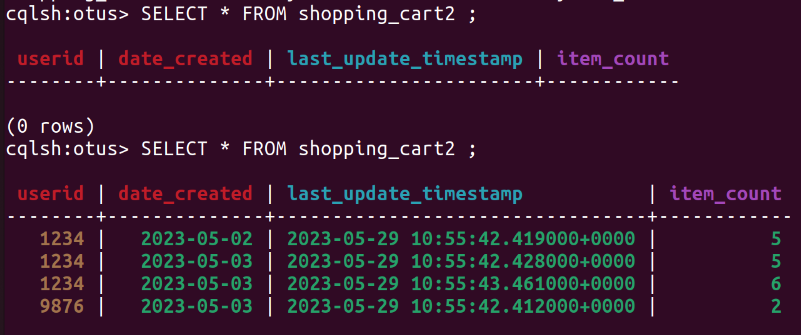 cqlsh:otus> SELECT * FROM shopping_cart2 ;
 userid | date_created | last_update_timestamp | item_count
--------+--------------+-----------------------+------------
(0 rows)
cqlsh:otus> SELECT * FROM shopping_cart2 ;
 userid | date_created | last_update_timestamp           | item_count
--------+--------------+---------------------------------+------------
   1234 |   2023-05-02 | 2023-05-29 10:55:42.419000+0000 |          5
   1234 |   2023-05-03 | 2023-05-29 10:55:42.428000+0000 |          5
   1234 |   2023-05-03 | 2023-05-29 10:55:43.461000+0000 |          6
   9876 |   2023-05-03 | 2023-05-29 10:55:42.412000+0000 |          2